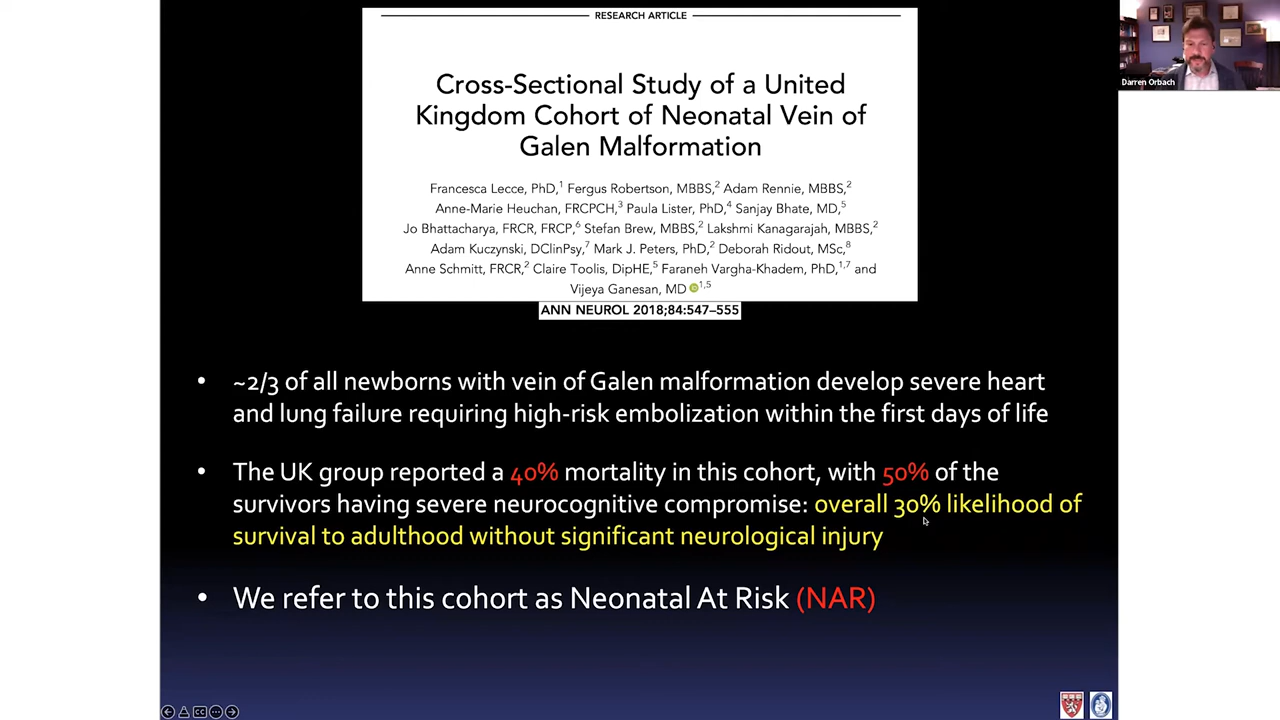 RESEARCH ARTICLE
Cross-Sectional Study of a United
Kingdom Cohort of Neonatal Vein of
Galen Malformation
Francesca Lecce, PhD,1 Fergus Robertson, MBBS,2 Adam Rennie, MBBS,2
Anne-Marie Heuchan, FRCPCH,3 Paula Lister, PhD,4 Sanjay Bhate, MD,5
Jo Bhattacharya, FRCR, FRCP,6 Stefan Brew, MBBS,2 Lakshmi Kanagarajah, MBBS,2
Adam Kuczynski, DClinPsy,7 Mark J. Peters, PhD,2 Deborah Ridout, MSc,8
Anne Schmitt, FRCR,2 Claire Toolis, DipHE,5 Faraneh Vargha-Khadem, PhD,1,7 and
Vijeya Ganesan, MD iD 1,5
ANN NEUROL 2018;84:547–555
• ~2/3 of all newborns with vein of Galen malformation develop severe heart
and lung failure requiring high-risk embolization within the first days of life
• The UK group reported a 40% mortality in this cohort, with 50% of the
survivors having severe neurocognitive compromise: overall 30% likelihood of
survival to adulthood without significant neurological injury
• We refer to this cohort as Neonatal At Risk (NAR)
Darren Orbach